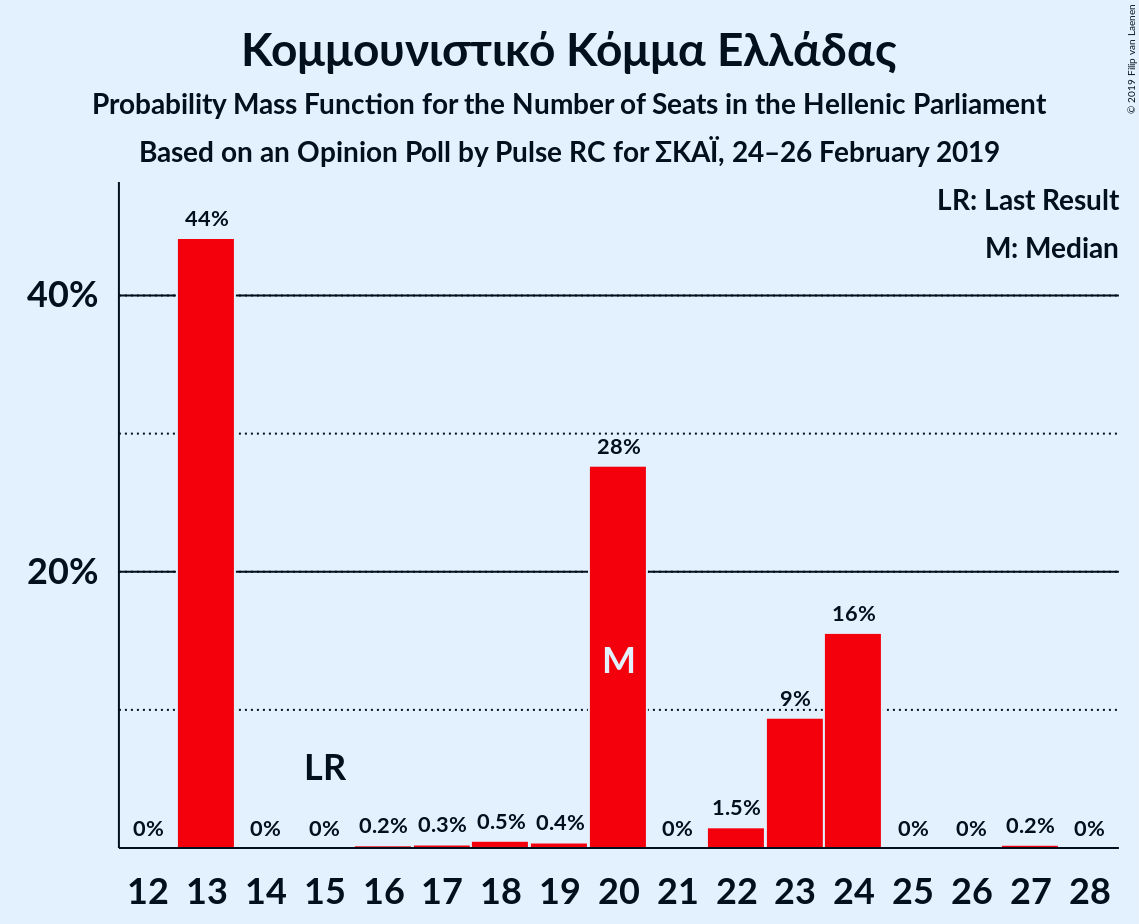 Κομμουνιστικό Κόμμα Ελλάδας
Probability Mass Function for the Number of Seats in the Hellenic Parliament
Based on an Opinion Poll by Pulse RC for ΣΚΑΪ, 24–26 February 2019
© 2019 Filip van Laenen
LR: Last Result
M: Median
44%
40%
28%
20%
16%
M
9%
LR
0% 0% 0% 0.2% 0.3% 0.5% 0.4% 0% 1.5% 0% 0% 0.2% 0%
12 13 14 15 16 17 18 19 20 21 22 23 24 25 26 27 28